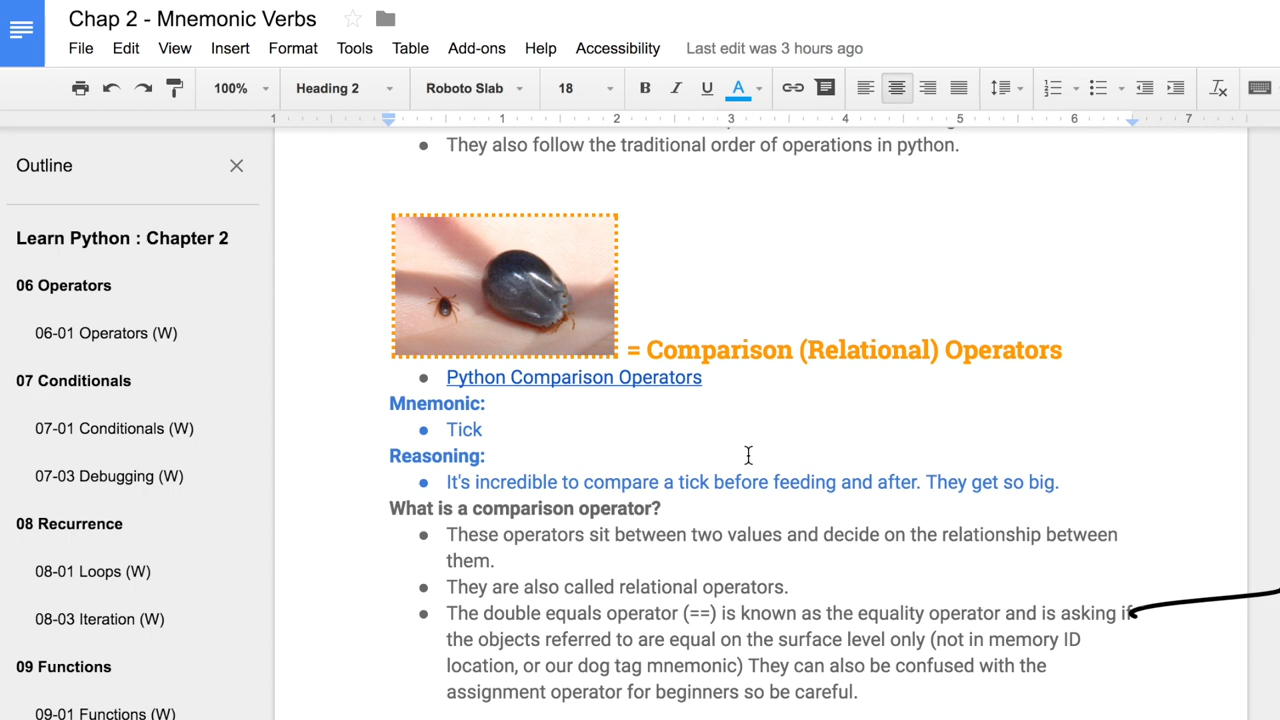 Chap 2 - Mnemonic Verbs
File Edit View Insert Format Tools Table Add-ons Help Accessibility Last edit was 3 hours ago
100% Heading 2 Roboto Slab 18 B I U A
1 1 2 3 4 5 6 7
Outline
Learn Python : Chapter 2
06 Operators
06-01 Operators (W)
07 Conditionals
07-01 Conditionals (W)
07-03 Debugging (W)
08 Recurrence
08-01 Loops (W)
08-03 Iteration (W)
09 Functions
09-01 Functions (W)
● They also follow the traditional order of operations in python.
= Comparison (Relational) Operators
● Python Comparison Operators
Mnemonic:
● Tick
Reasoning:
● It's incredible to compare a tick before feeding and after. They get so big.
What is a comparison operator?
● These operators sit between two values and decide on the relationship between
them.
● They are also called relational operators.
● The double equals operator (==) is known as the equality operator and is asking if
the objects referred to are equal on the surface level only (not in memory ID
location, or our dog tag mnemonic) They can also be confused with the
assignment operator for beginners so be careful.